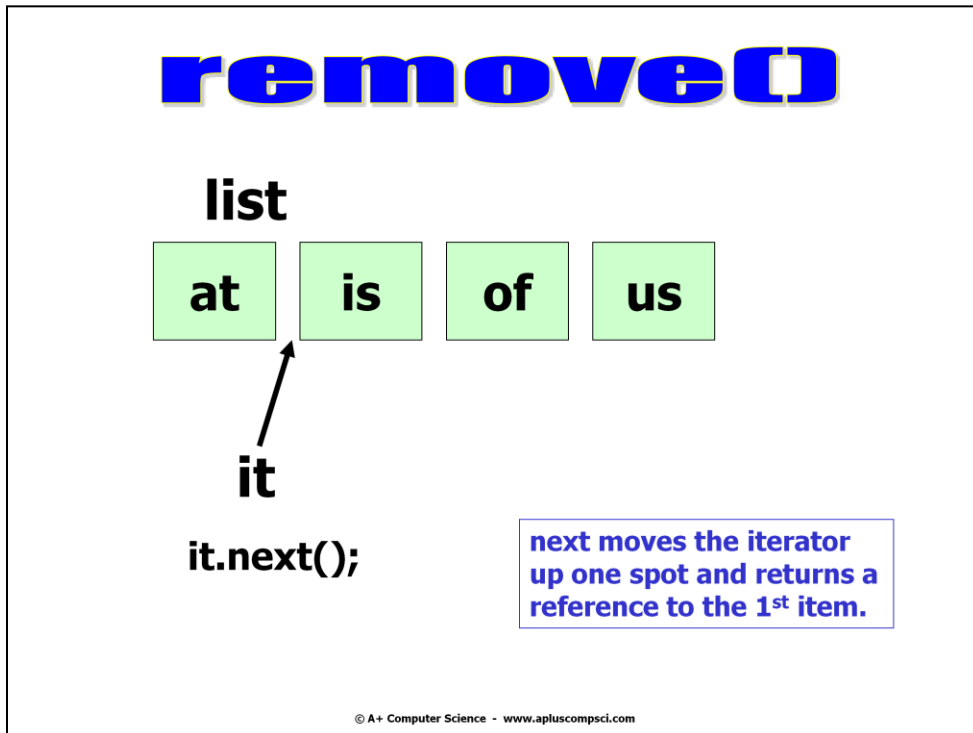 remove()
list
at is of us
it
it.next();
next moves the iterator
up one spot and returns a
reference to the 1st item.
© A+ Computer Science - www.apluscompsci.com